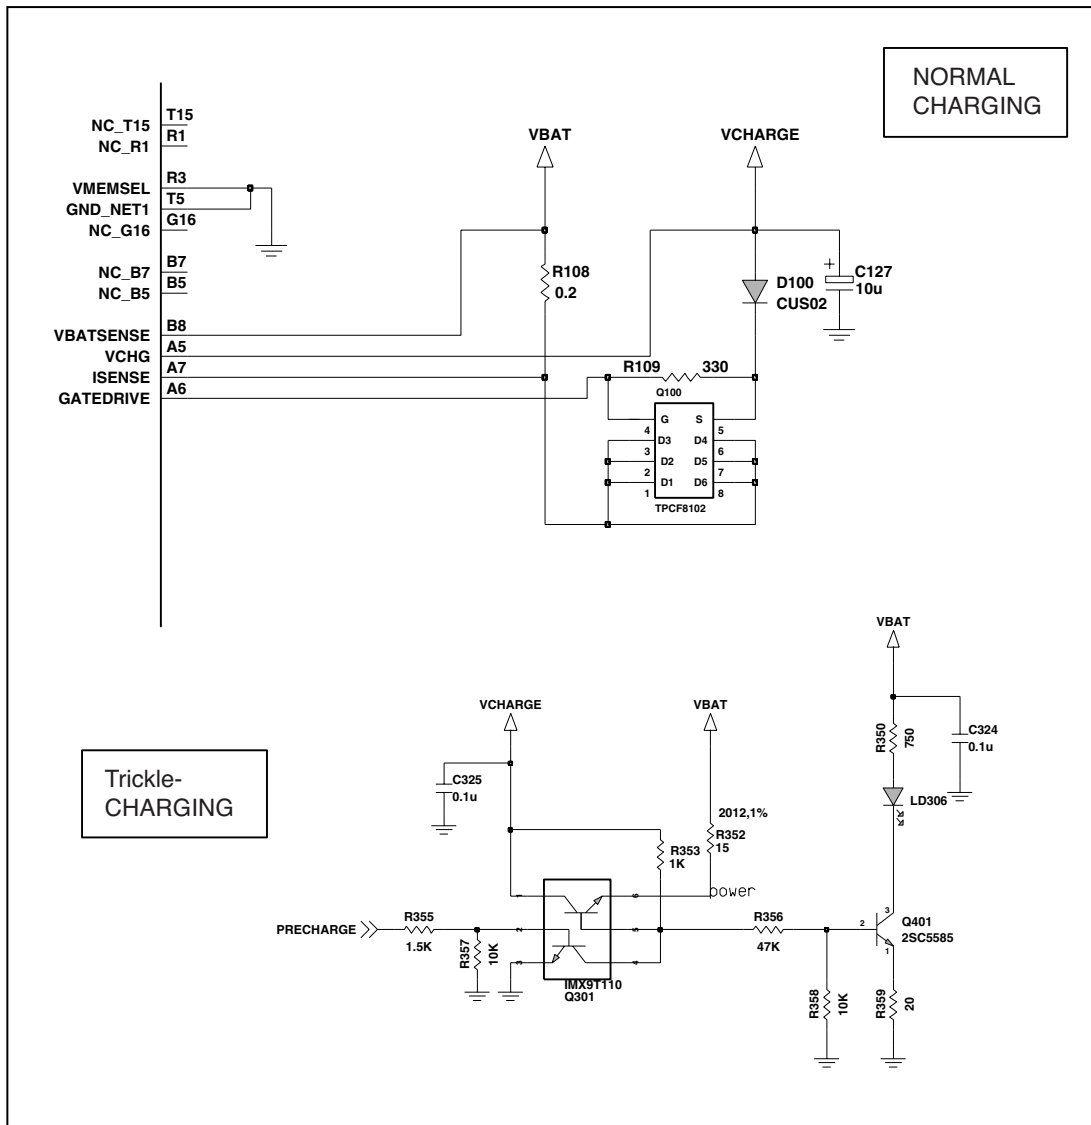 NORMAL
CHARGING
NC_T15 T15
NC_R1 R1
VMEMSEL R3
GND_NET1 T5
NC_G16 G16
NC_B7 B7
NC_B5 B5
VBATSENSE B8
VCHG A5
ISENSE A7
GATEDRIVE A6
VBAT
VCHARGE
R108
0.2
D100
CUS02
+
C127
10u
R109 330
Q100
G S
4 5
D3 D4
3 6
D2 D5
2 7
D1 D6
1 8
TPCF8102
Trickle-
CHARGING
VCHARGE
C325
0.1u
VBAT
2012,1%
R352
15
R353
1K
power
1
2
3
6
5
4
PRECHARGE
R355
1.5K
R357
10K
IMX9T110
Q301
R356
47K
R358
10K
VBAT
R350
750
C324
0.1u
LD306
3
2
1
Q401
2SC5585
R359
20